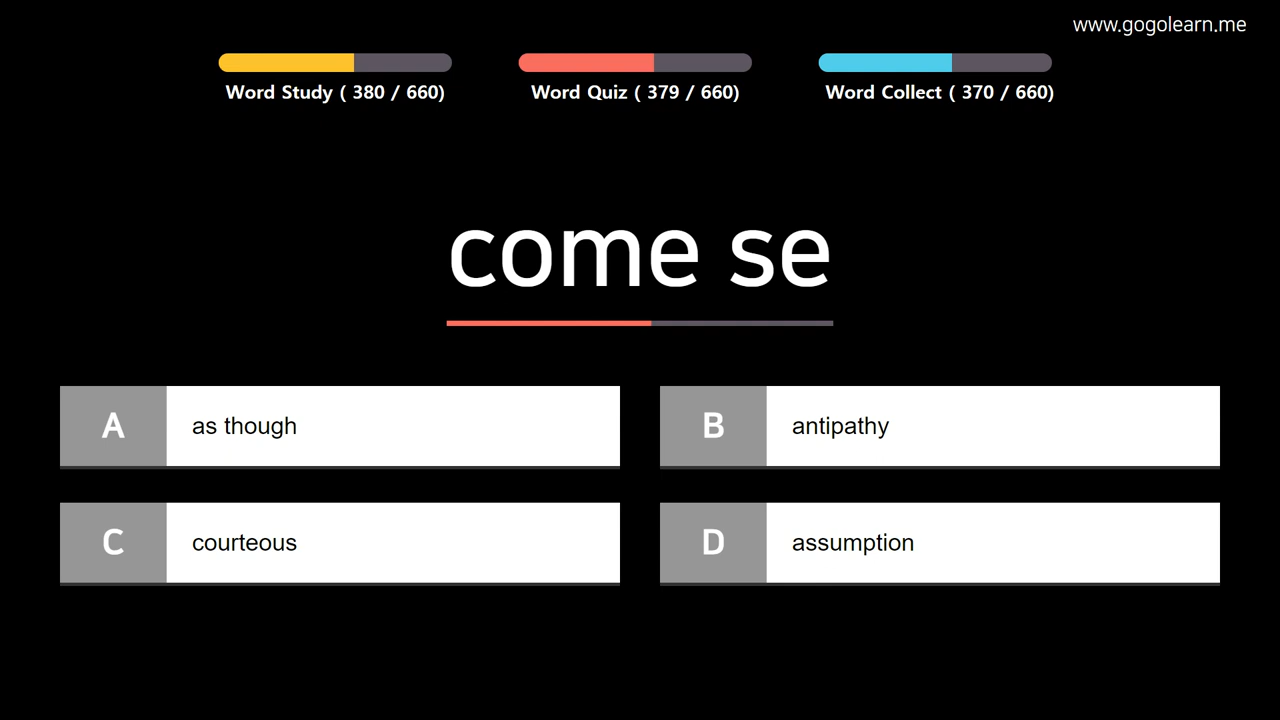 www.gogolearn.me
Word Study ( 380 / 660)
Word Quiz ( 379 / 660)
Word Collect ( 370 / 660)
come se
A as though
B antipathy
C courteous
D assumption